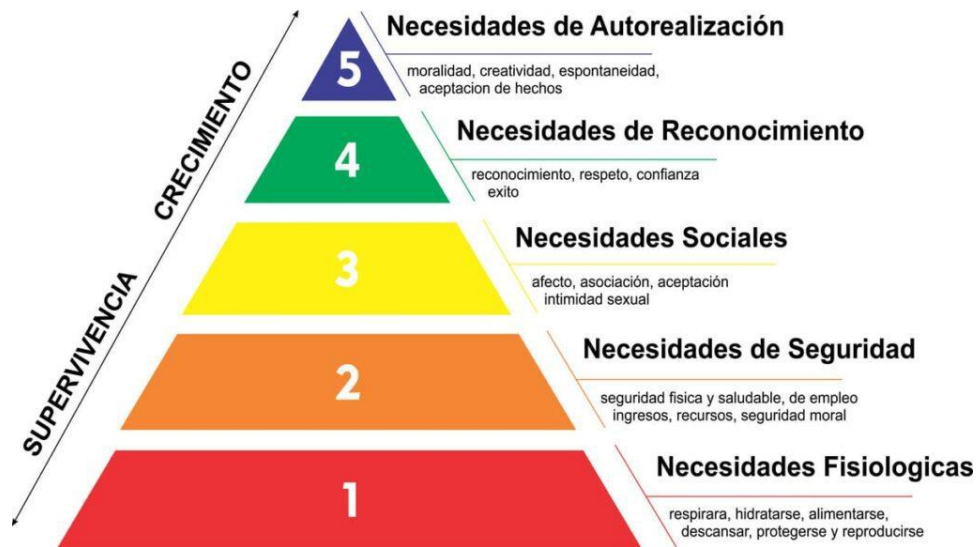 Necesidades de Autorealización
5
moralidad, creatividad, espontaneidad,
aceptacion de hechos
CRECIMIENTO
Necesidades de Reconocimiento
4
reconocimiento, respeto, confianza
exito
Necesidades Sociales
3
afecto, asociación, aceptación
intimidad sexual
SUPERVIVENCIA
Necesidades de Seguridad
2
seguridad fisica y saludable, de empleo
ingresos, recursos, seguridad moral
Necesidades Fisiologicas
1
respirara, hidratarse, alimentarse,
descansar, protegerse y reproducirse